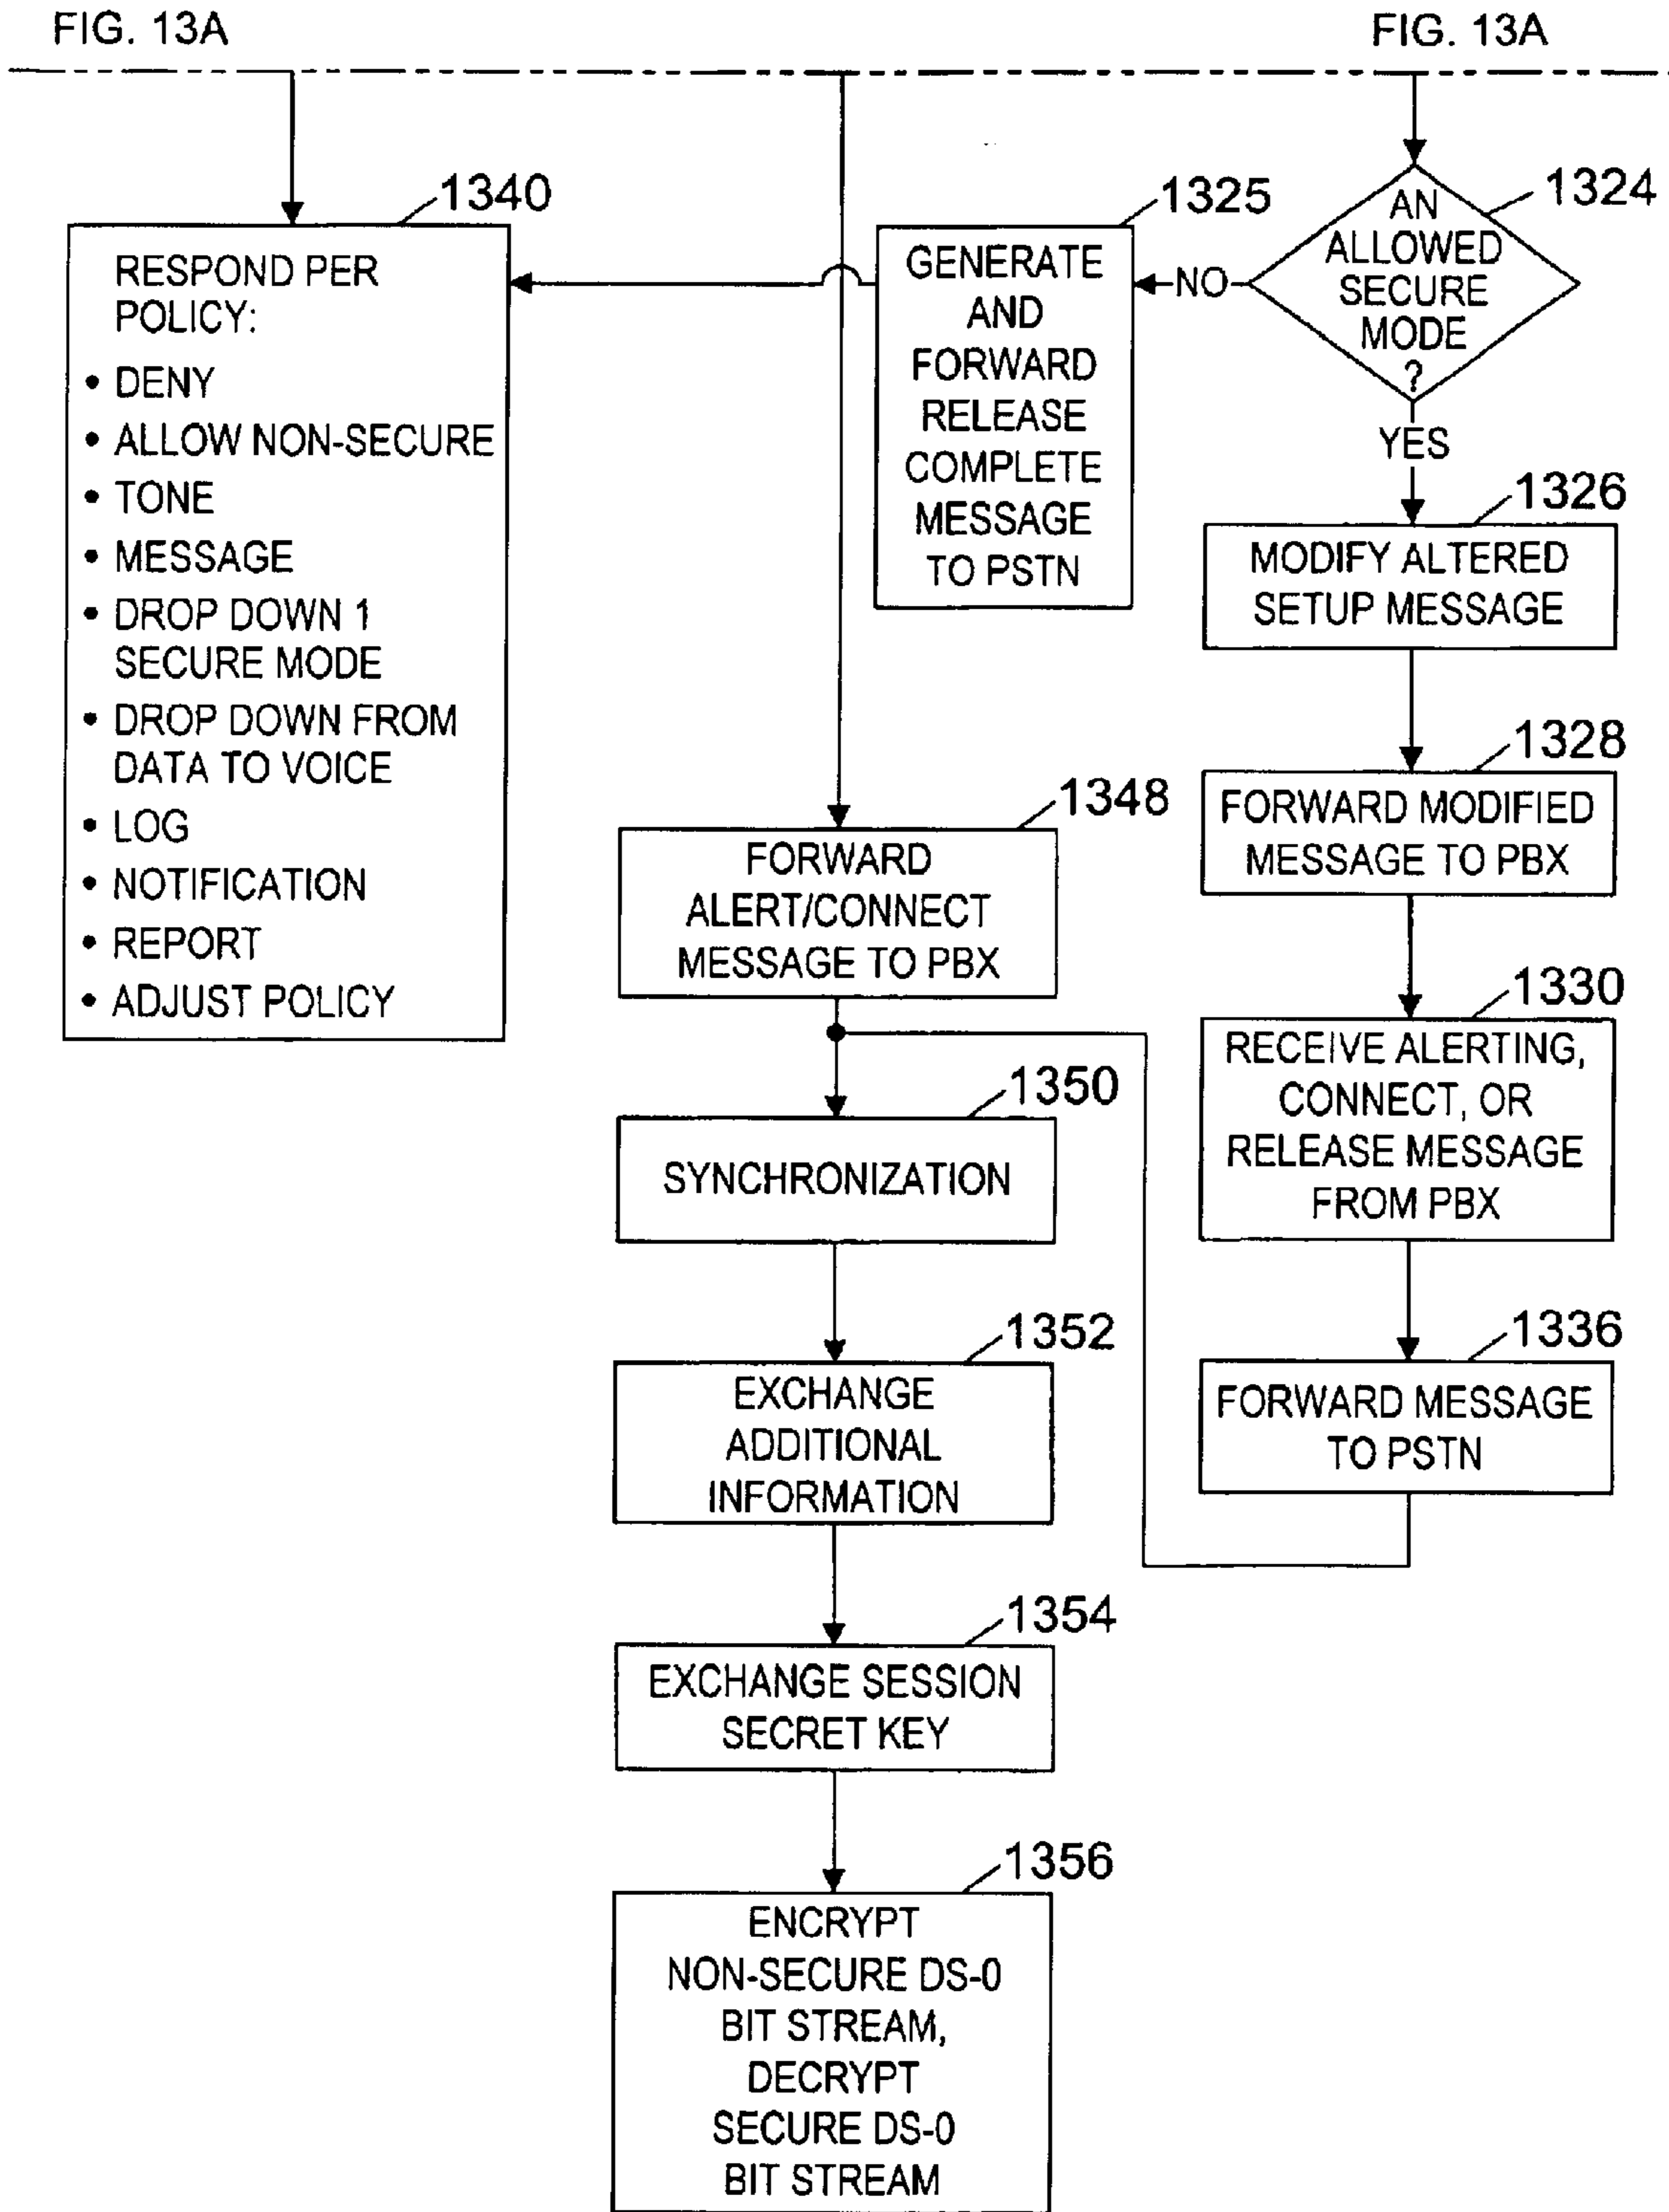 FIG. 13A
FIG. 13A
1340
RESPOND PER
POLICY:
• DENY
• ALLOW NON-SECURE
• TONE
• MESSAGE
• DROP DOWN 1
SECURE MODE
• DROP DOWN FROM
DATA TO VOICE
• LOG
• NOTIFICATION
• REPORT
• ADJUST POLICY
1325
GENERATE
AND
FORWARD
RELEASE
COMPLETE
MESSAGE
TO PSTN
NO
1324
AN
ALLOWED
SECURE
MODE
?
YES
1326
MODIFY ALTERED
SETUP MESSAGE
1328
FORWARD MODIFIED
MESSAGE TO PBX
1330
RECEIVE ALERTING,
CONNECT, OR
RELEASE MESSAGE
FROM PBX
1336
FORWARD MESSAGE
TO PSTN
1348
FORWARD
ALERT/CONNECT
MESSAGE TO PBX
1350
SYNCHRONIZATION
1352
EXCHANGE
ADDITIONAL
INFORMATION
1354
EXCHANGE SESSION
SECRET KEY
1356
ENCRYPT
NON-SECURE DS-0
BIT STREAM,
DECRYPT
SECURE DS-0
BIT STREAM